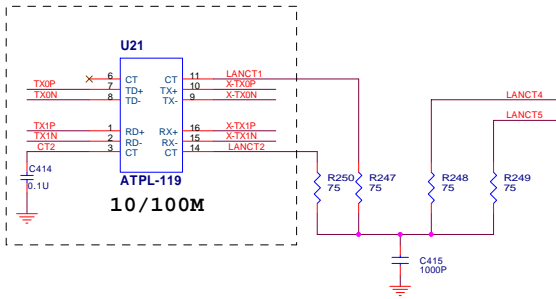 U21
6 CT CT 11 LANCT1
TX0P 7 TD+ TX+ 10 X-TX0P
TX0N 8 TD- TX- 9 X-TX0N
LANCT4
LANCT5
TX1P 1 RD+ RX+ 16 X-TX1P
TX1N 2 RD- RX- 15 X-TX1N
CT2 3 CT CT 14 LANCT2
C414
0.1U
ATPL-119
10/100M
R250
75
R247
75
R248
75
R249
75
C415
1000P